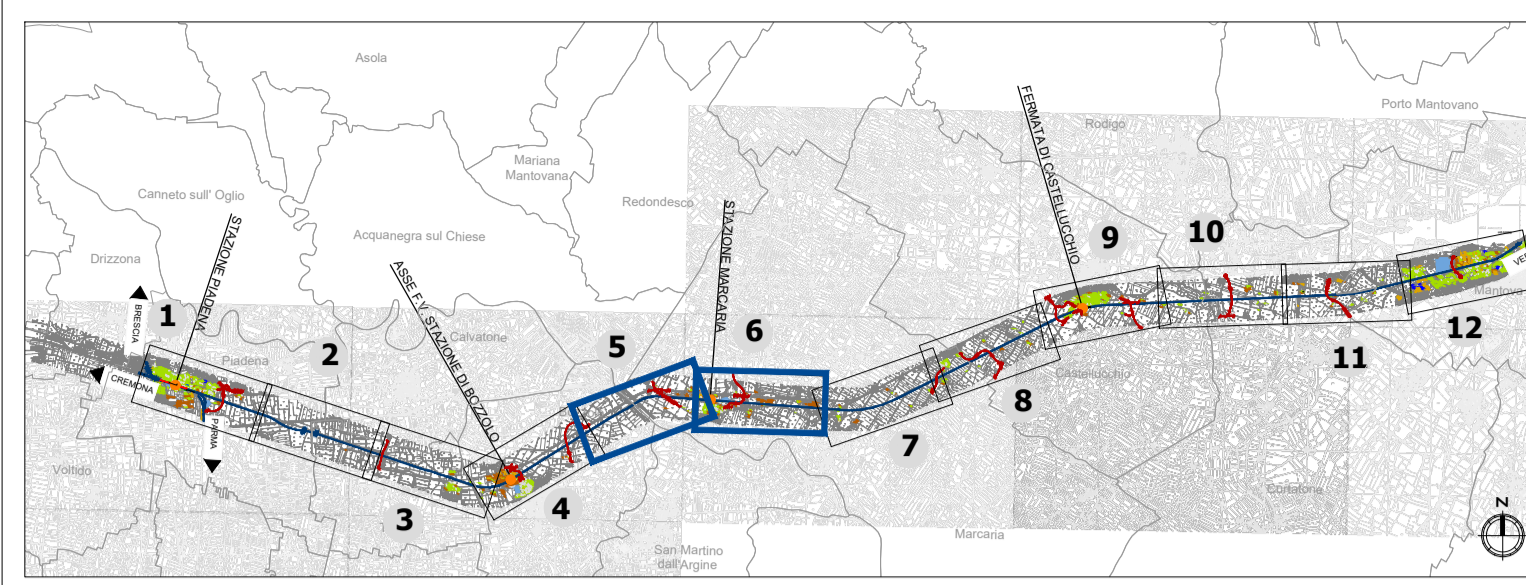 Asola
Porto Mantovano
Rodigo
Mariana
Mantovana
Canneto sull' Oglio
Redondesco
FERMATA DI CASTELLUCCHIO
STAZIONE PIADENA
STAZIONE MARCARIA
Acquanegra sul Chiese
ASSE F.V. - STAZIONE DI BOZZOLO
Drizzona
9
10
BRESCIA
1
Calvatone
Mantova
VE
2
Piadena
5
6
12
CREMONA
11
Castellucchio
8
PARMA
7
Voltido
3
4
Curtatone
N
Marcaria
San Martino
dall'Argine